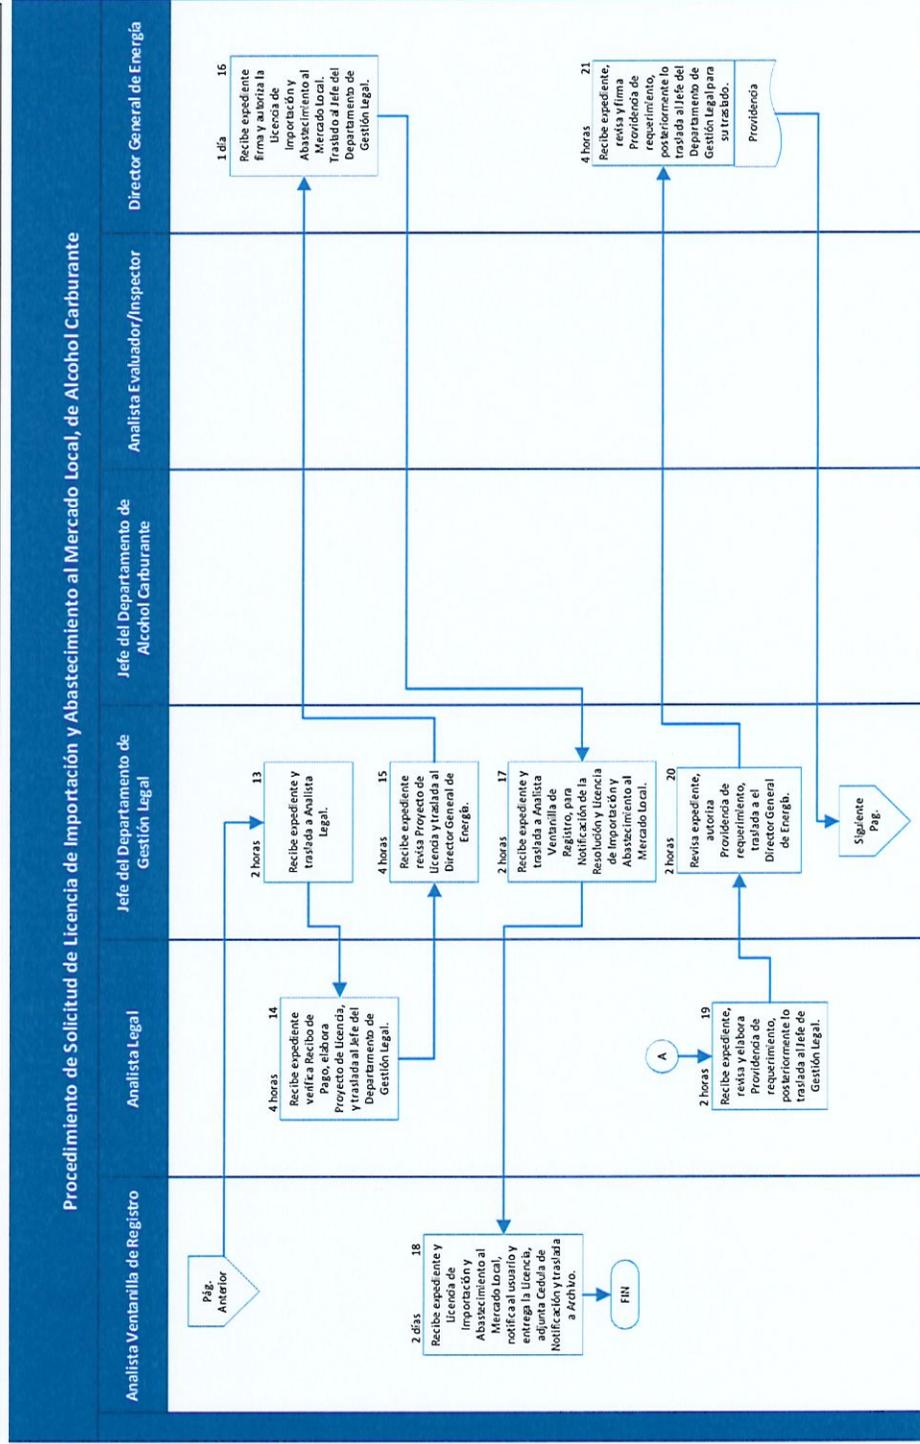 Procedimiento de Solicitud de Licencia de Importación y Abastecimiento al Mercado Local, de Alcohol Carburante
Analista Ventanilla de Registro
Analista Legal
Jefe del Departamento de
Gestión Legal
Jefe del Departamento de
Alcohol Carburante
Analista Evaluador/Inspector
Director General de Energía
Pág.
Anterior
2 horas
13
Recibe expediente y
traslada a Analista
Legal.
4 horas
14
Recibe expediente
verifica Recibo de
Pago, elabora
Proyecto de Licencia,
y traslada al Jefe del
Departamento de
Gestión Legal.
4 horas
15
Recibe expediente
revisa Proyecto de
Licencia y traslada al
Director General de
Energía.
1 día
16
Recibe expediente
firma y autoriza la
Licencia de
Importación y
Abastecimiento al
Mercado Local.
Traslado al Jefe del
Departamento de
Gestión Legal.
2 horas
17
Recibe expediente y
traslada a Analista
Ventanilla de
Registro, para
Notificación de la
Resolución y Licencia
de Importación y
Abastecimiento al
Mercado Local.
2 días
18
Recibe expediente y
Licencia de
Importación y
Abastecimiento al
Mercado Local,
notifica al usuario y
entrega la Licencia,
adjunta Cedula de
Notificación y traslada
a Archivo.
FIN
A
2 horas
19
Recibe expediente,
revisa y elabora
Providencia de
requerimiento,
posteriormente lo
traslada al Jefe de
Gestión Legal.
2 horas
20
Revisa expediente,
autoriza
Providencia de
requerimiento,
traslada a el
Director General
de Energía.
4 horas
21
Recibe expediente,
revisa y firma
Providencia de
requerimiento,
posteriormente lo
traslada al Jefe del
Departamento de
Gestión Legal para
su traslado.
Providencia
Siguiente
Pag.